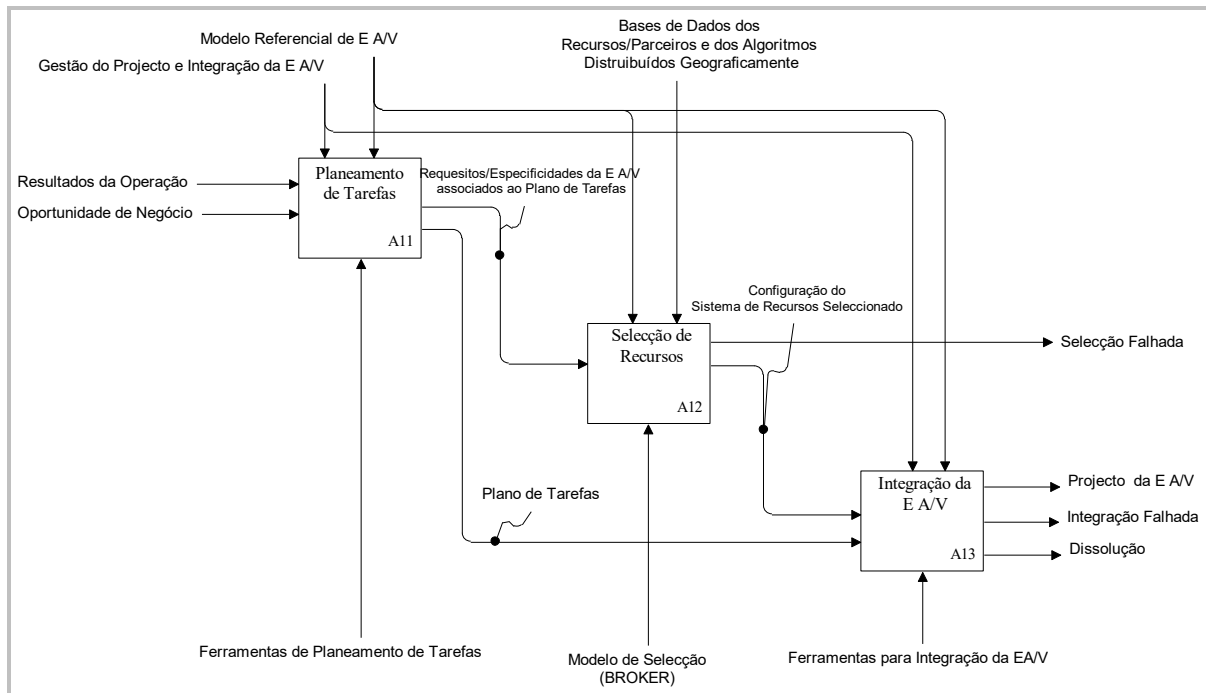 Modelo Referencial de E A/V
Gestão do Projecto e Integração da E A/V
Bases de Dados dos
Recursos/Parceiros e dos Algoritmos
Distruibuídos Geograficamente
Resultados da Operação
Oportunidade de Negócio
Planeamento
de Tarefas
A11
Requesitos/Especificidades da E A/V
associados ao Plano de Tarefas
Configuração do
Sistema de Recursos Seleccionado
Selecção de
Recursos
A12
Selecção Falhada
Plano de Tarefas
Integração da
E A/V
A13
Projecto da E A/V
Integração Falhada
Dissolução
Ferramentas de Planeamento de Tarefas
Modelo de Selecção
(BROKER)
Ferramentas para Integração da EA/V